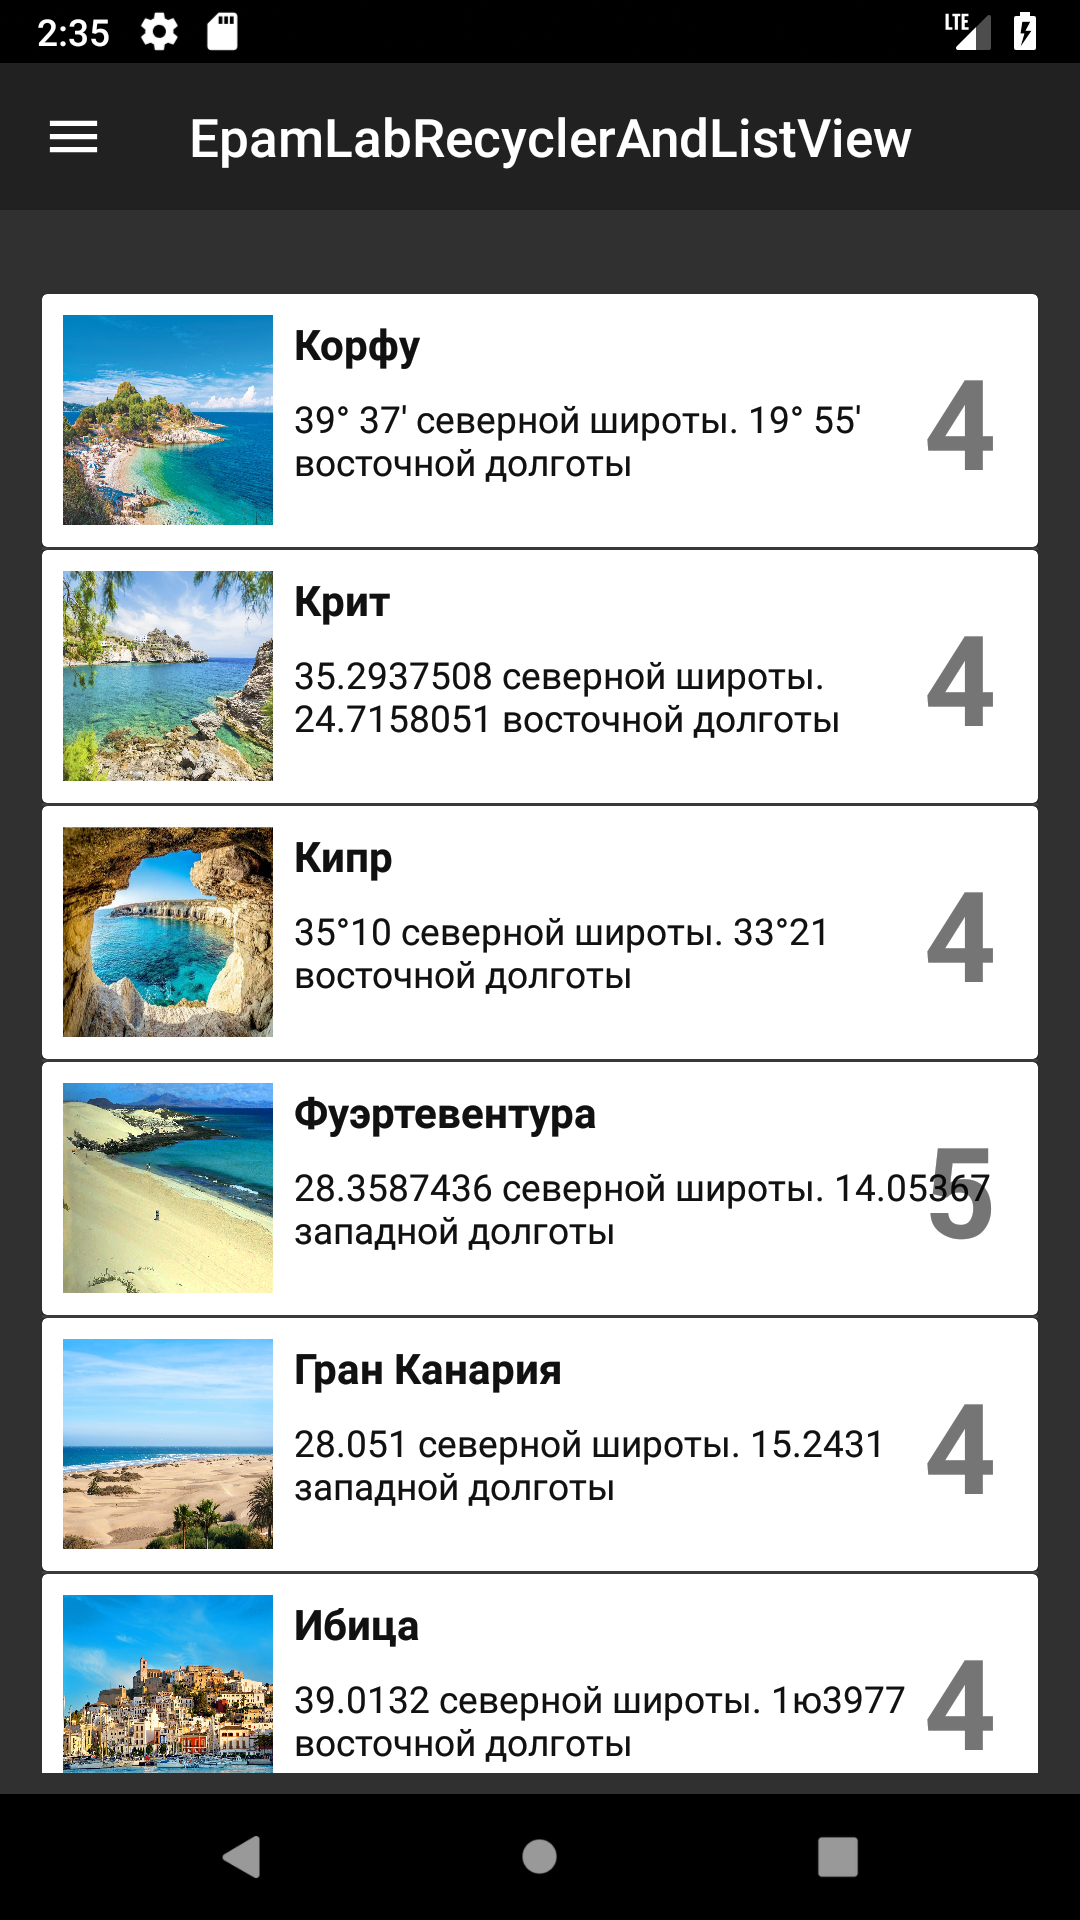 2:35
LTE
EpamLabRecyclerAndListView
Корфу
39° 37' северной широты. 19° 55'
восточной долготы
4
Крит
35.2937508 северной широты.
24.7158051 восточной долготы
4
Кипр
35°10 северной широты. 33°21
восточной долготы
4
Фуэртевентура
28.3587436 северной широты. 14.05367
западной долготы
5
Гран Канария
28.051 северной широты. 15.2431
западной долготы
4
Ибица
39.0132 северной широты. 1ю3977
восточной долготы
4